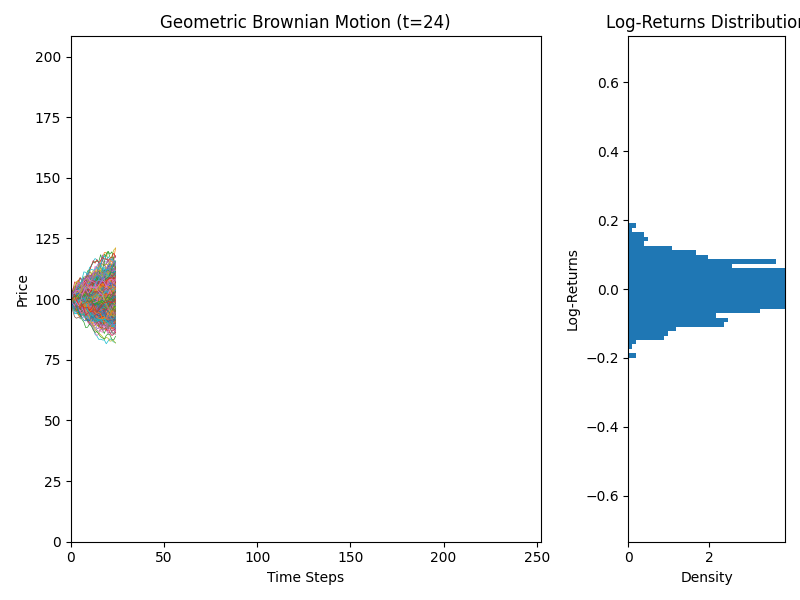 Geometric Brownian Motion (t=24)
Price
200
175
150
125
100
75
50
25
0
0 50 100 150 200 250
Time Steps
Log-Returns Distribution
Log-Returns
0.6
0.4
0.2
0.0
−0.2
−0.4
−0.6
0 2
Density